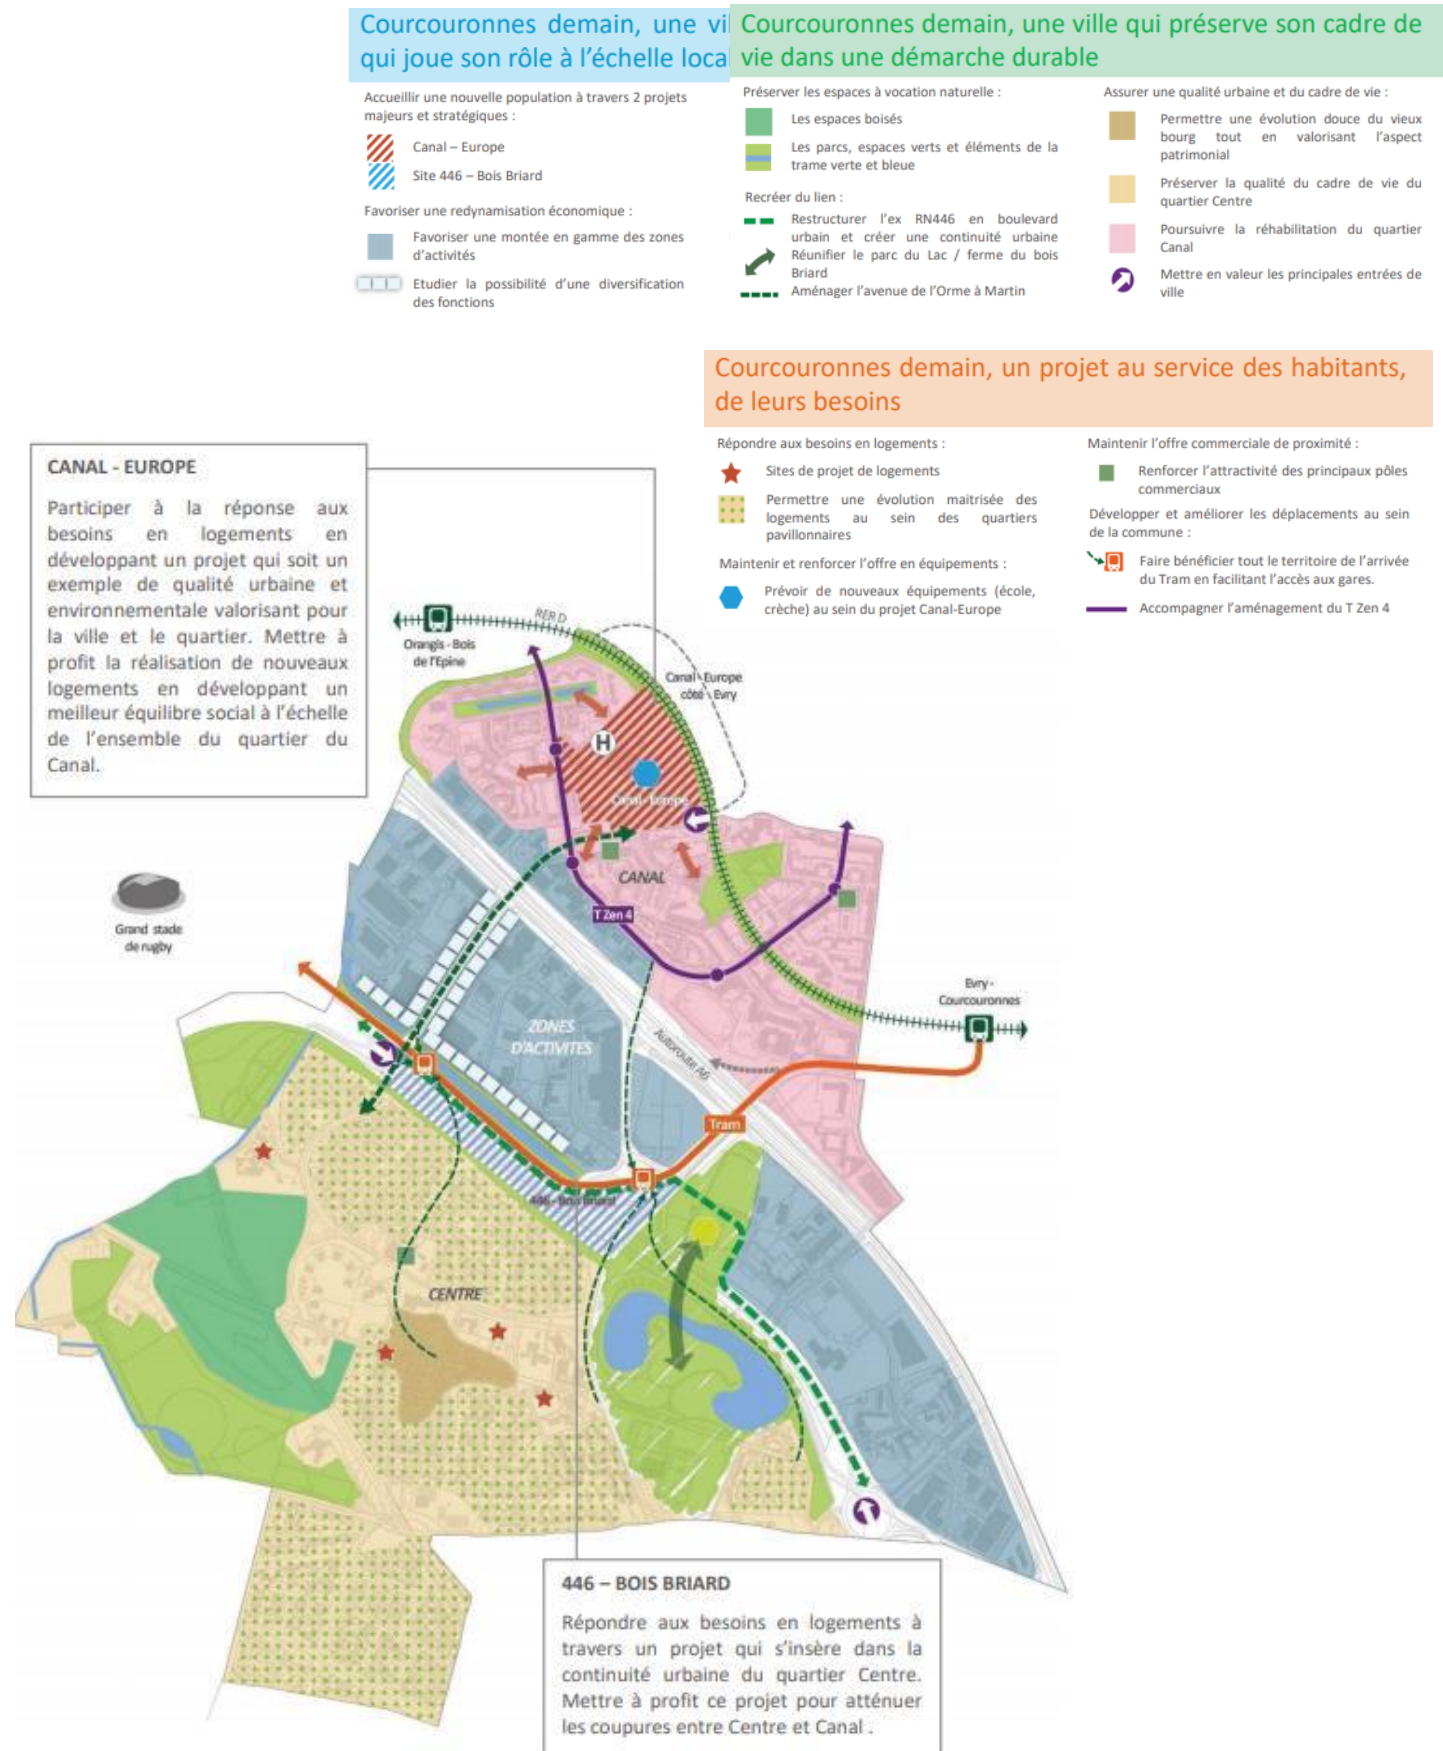 Courcouronnes demain, une vil
qui joue son rôle à l'échelle loca
Accueillir une nouvelle population à travers 2 projets
majeurs et stratégiques :
Canal – Europe
Site 446 – Bois Briard
Favoriser une redynamisation économique :
Favoriser une montée en gamme des zones
d'activités
Etudier la possibilité d'une diversification
des fonctions
Courcouronnes demain, une ville qui préserve son cadre de
vie dans une démarche durable
Préserver les espaces à vocation naturelle :
Les espaces boisés
Les parcs, espaces verts et éléments de la
trame verte et bleue
Recréer du lien :
Restructurer l'ex RN446 en boulevard
urbain et créer une continuité urbaine
Réunifier le parc du Lac / ferme du bois
Briard
Aménager l'avenue de l'Orme à Martin
Assurer une qualité urbaine et du cadre de vie :
Permettre une évolution douce du vieux
bourg tout en valorisant l'aspect
patrimonial
Préserver la qualité du cadre de vie du
quartier Centre
Poursuivre la réhabilitation du quartier
Canal
Mettre en valeur les principales entrées de
ville
Courcouronnes demain, un projet au service des habitants,
de leurs besoins
Répondre aux besoins en logements :
Sites de projet de logements
Permettre une évolution maitrisée des
logements au sein des quartiers
pavillonnaires
Maintenir et renforcer l'offre en équipements :
Prévoir de nouveaux équipements (école,
crèche) au sein du projet Canal-Europe
Maintenir l'offre commerciale de proximité :
Renforcer l'attractivité des principaux pôles
commerciaux
Développer et améliorer les déplacements au sein
de la commune :
Faire bénéficier tout le territoire de l'arrivée
du Tram en facilitant l'accès aux gares.
Accompagner l'aménagement du T Zen 4
CANAL - EUROPE
Participer à la réponse aux
besoins en logements en
développant un projet qui soit un
exemple de qualité urbaine et
environnementale valorisant pour
la ville et le quartier. Mettre à
profit la réalisation de nouveaux
logements en développant un
meilleur équilibre social à l'échelle
de l'ensemble du quartier du
Canal.
RER D
Orangis - Bois
de l'Epine
Canal - Europe
côté Evry
H
Canal - Europe
CANAL
T Zen 4
Grand stade
de rugby
Evry -
Courcouronnes
ZONES
D'ACTIVITES
Autoroute A6
Tram
446 - Bois Briard
CENTRE
446 – BOIS BRIARD
Répondre aux besoins en logements à
travers un projet qui s'insère dans la
continuité urbaine du quartier Centre.
Mettre à profit ce projet pour atténuer
les coupures entre Centre et Canal .